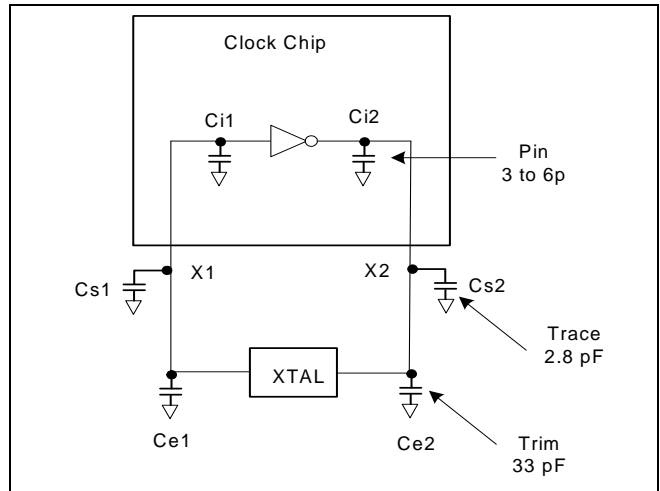 Clock Chip
Ci1
Ci2
Pin
3 to 6p
X1
X2
Cs1
Cs2
Trace
2.8 pF
XTAL
Ce1
Ce2
Trim
33 pF